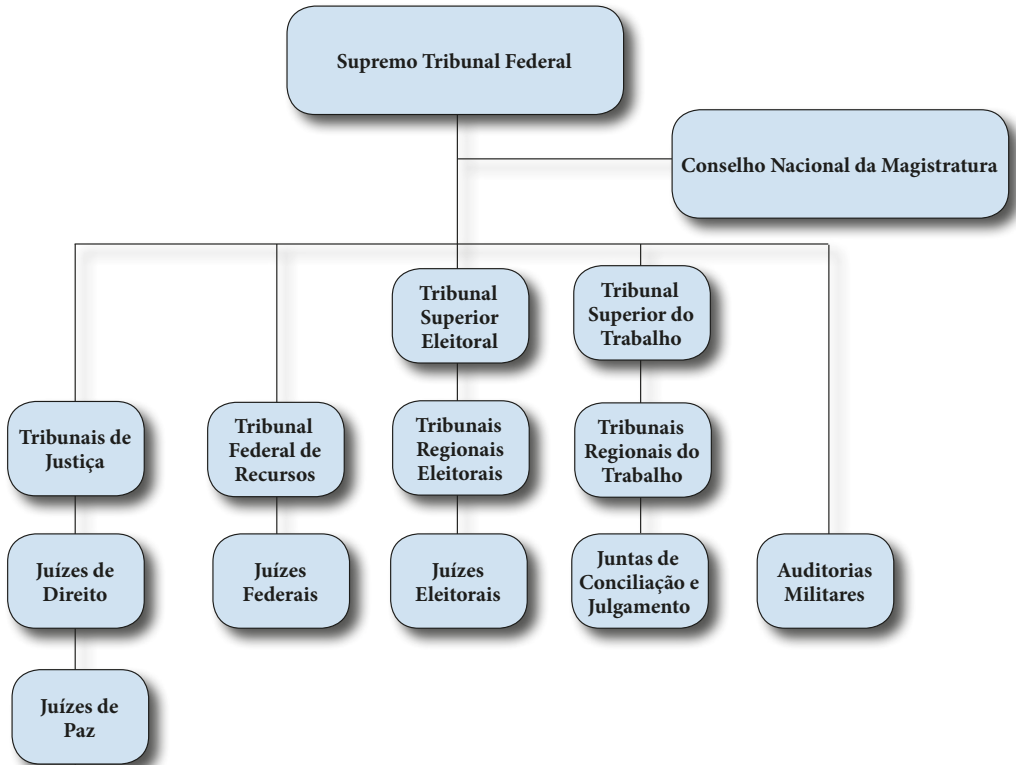 Supremo Tribunal Federal
Conselho Nacional da Magistratura
Tribunal
Superior
Eleitoral
Tribunal
Superior do
Trabalho
Tribunais de
Justiça
Tribunal
Federal de
Recursos
Tribunais
Regionais
Eleitorais
Tribunais
Regionais do
Trabalho
Juízes de
Direito
Juízes
Federais
Juízes
Eleitorais
Juntas de
Conciliação e
Julgamento
Auditorias
Militares
Juízes de
Paz